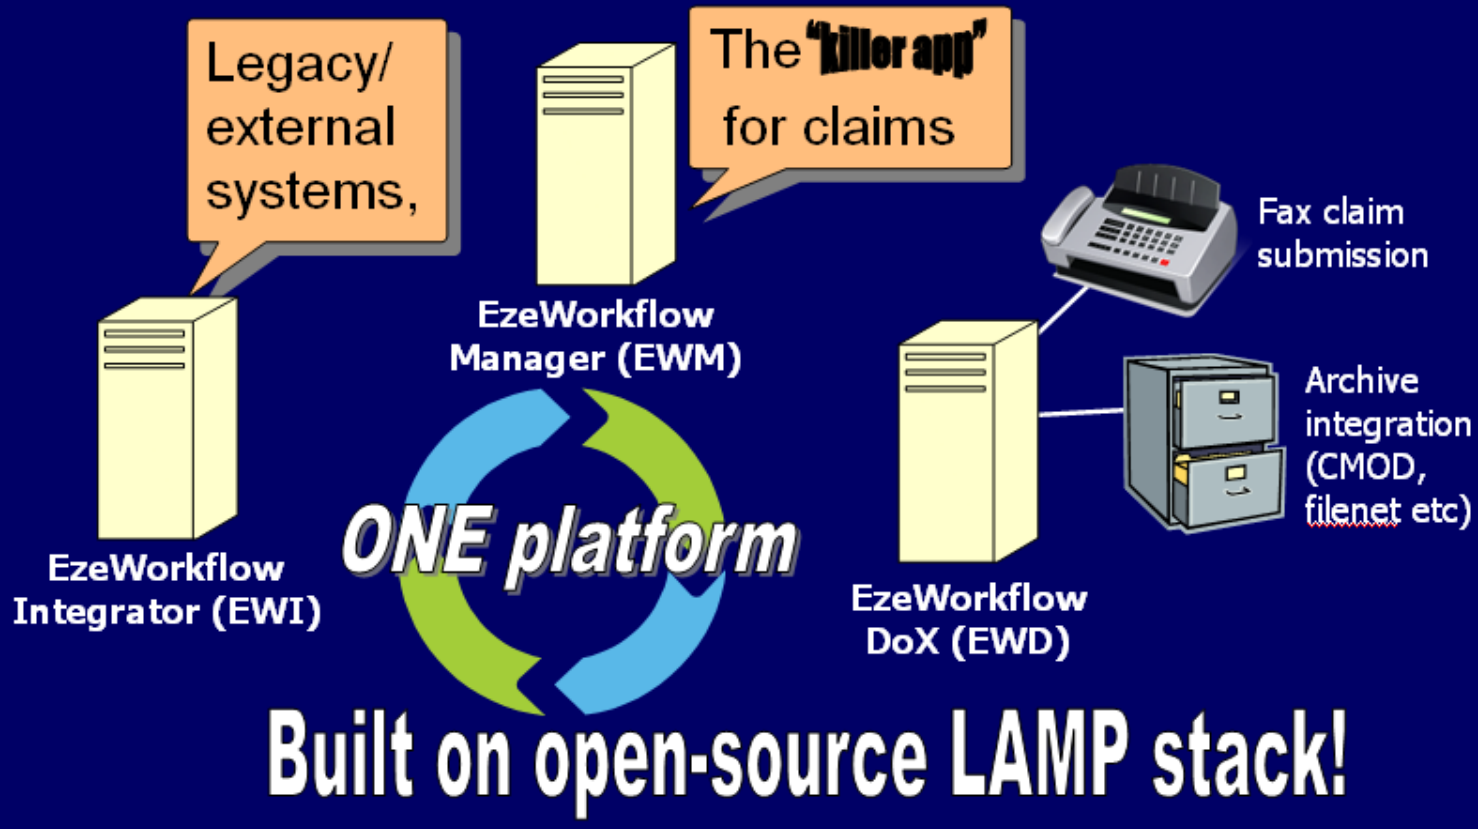 Legacy/
external
systems,
The “killer app”
for claims
Fax claim
submission
EzeWorkflow
Manager (EWM)
Archive
integration
(CMOD,
filenet etc)
ONE platform
EzeWorkflow
Integrator (EWI)
EzeWorkflow
DoX (EWD)
Built on open-source LAMP stack!